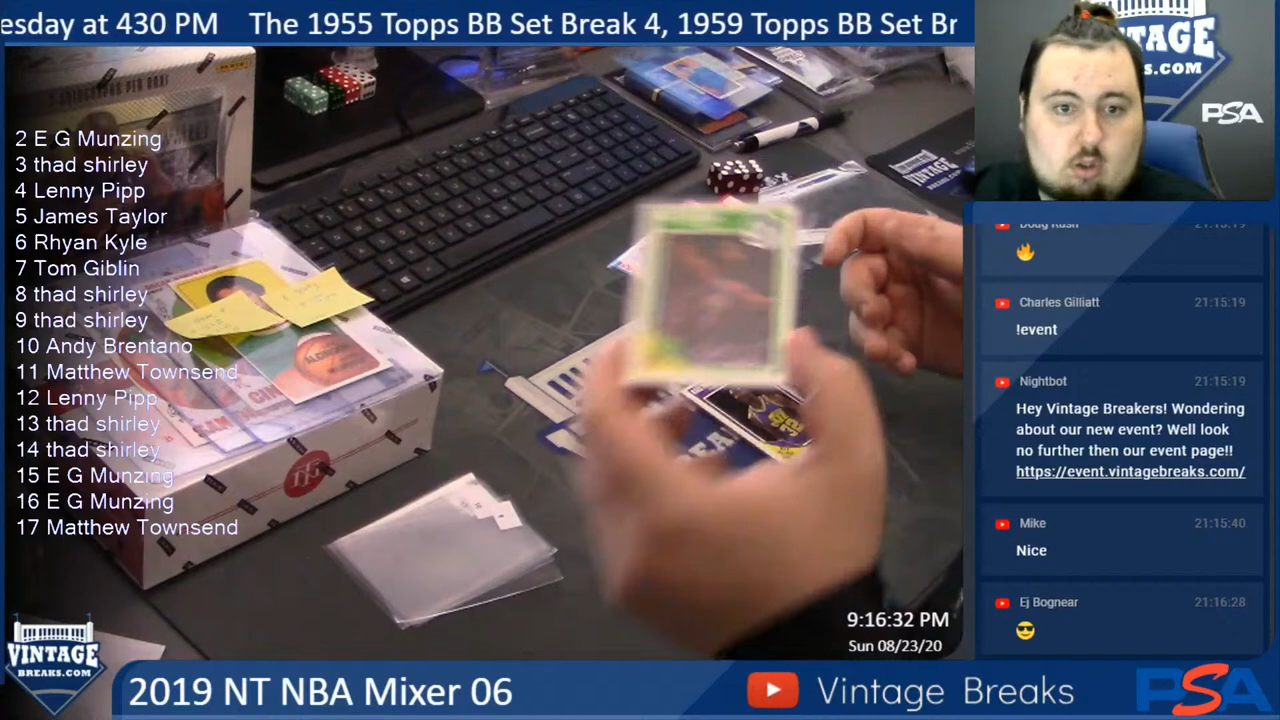 esday at 430 PM The 1955 Topps BB Set Break 4, 1959 Topps BB Set Br
2 E G Munzing
3 thad shirley
4 Lenny Pipp
5 James Taylor
6 Rhyan Kyle
7 Tom Giblin
8 thad shirley
9 thad shirley
10 Andy Brentano
11 Matthew Townsend
12 Lenny Pipp
13 thad shirley
14 thad shirley
15 E G Munzing
16 E G Munzing
17 Matthew Townsend
VINTAGE
BREAKS.COM
PSA
Doug Rush 21:15:19
🔥
Charles Gilliatt 21:15:19
!event
Nightbot 21:15:19
Hey Vintage Breakers! Wondering
about our new event? Well look
no further then our event page!!
https://event.vintagebreaks.com/
Mike 21:15:40
Nice
Ej Bognear 21:16:28
😎
9:16:32 PM
Sun 08/23/20
VINTAGE
BREAKS.COM
2019 NT NBA Mixer 06
Vintage Breaks
PSA